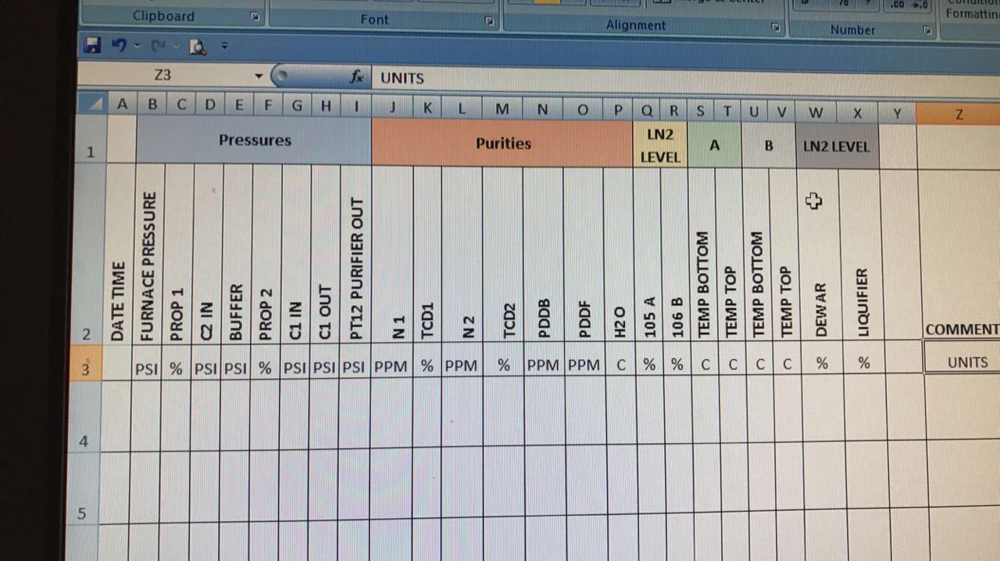 Clipboard Font Alignment Number Formattin
Z3 fx UNITS
A B C D E F G H I J K L M N O P Q R S T U V W X Y Z
1 Pressures Purities LN2 LEVEL A B LN2 LEVEL
2 DATE TIME FURNACE PRESSURE PROP 1 C2 IN BUFFER PROP 2 C1 IN C1 OUT PT12 PURIFIER OUT N 1 TCD1 N 2 TCD2 PDDB PDDF H2 O 105 A 106 B TEMP BOTTOM TEMP TOP TEMP BOTTOM TEMP TOP DEWAR LIQUIFIER COMMENT
3 PSI % PSI PSI % PSI PSI PSI PPM % PPM % PPM PPM C % % C C C C % % UNITS
4
5